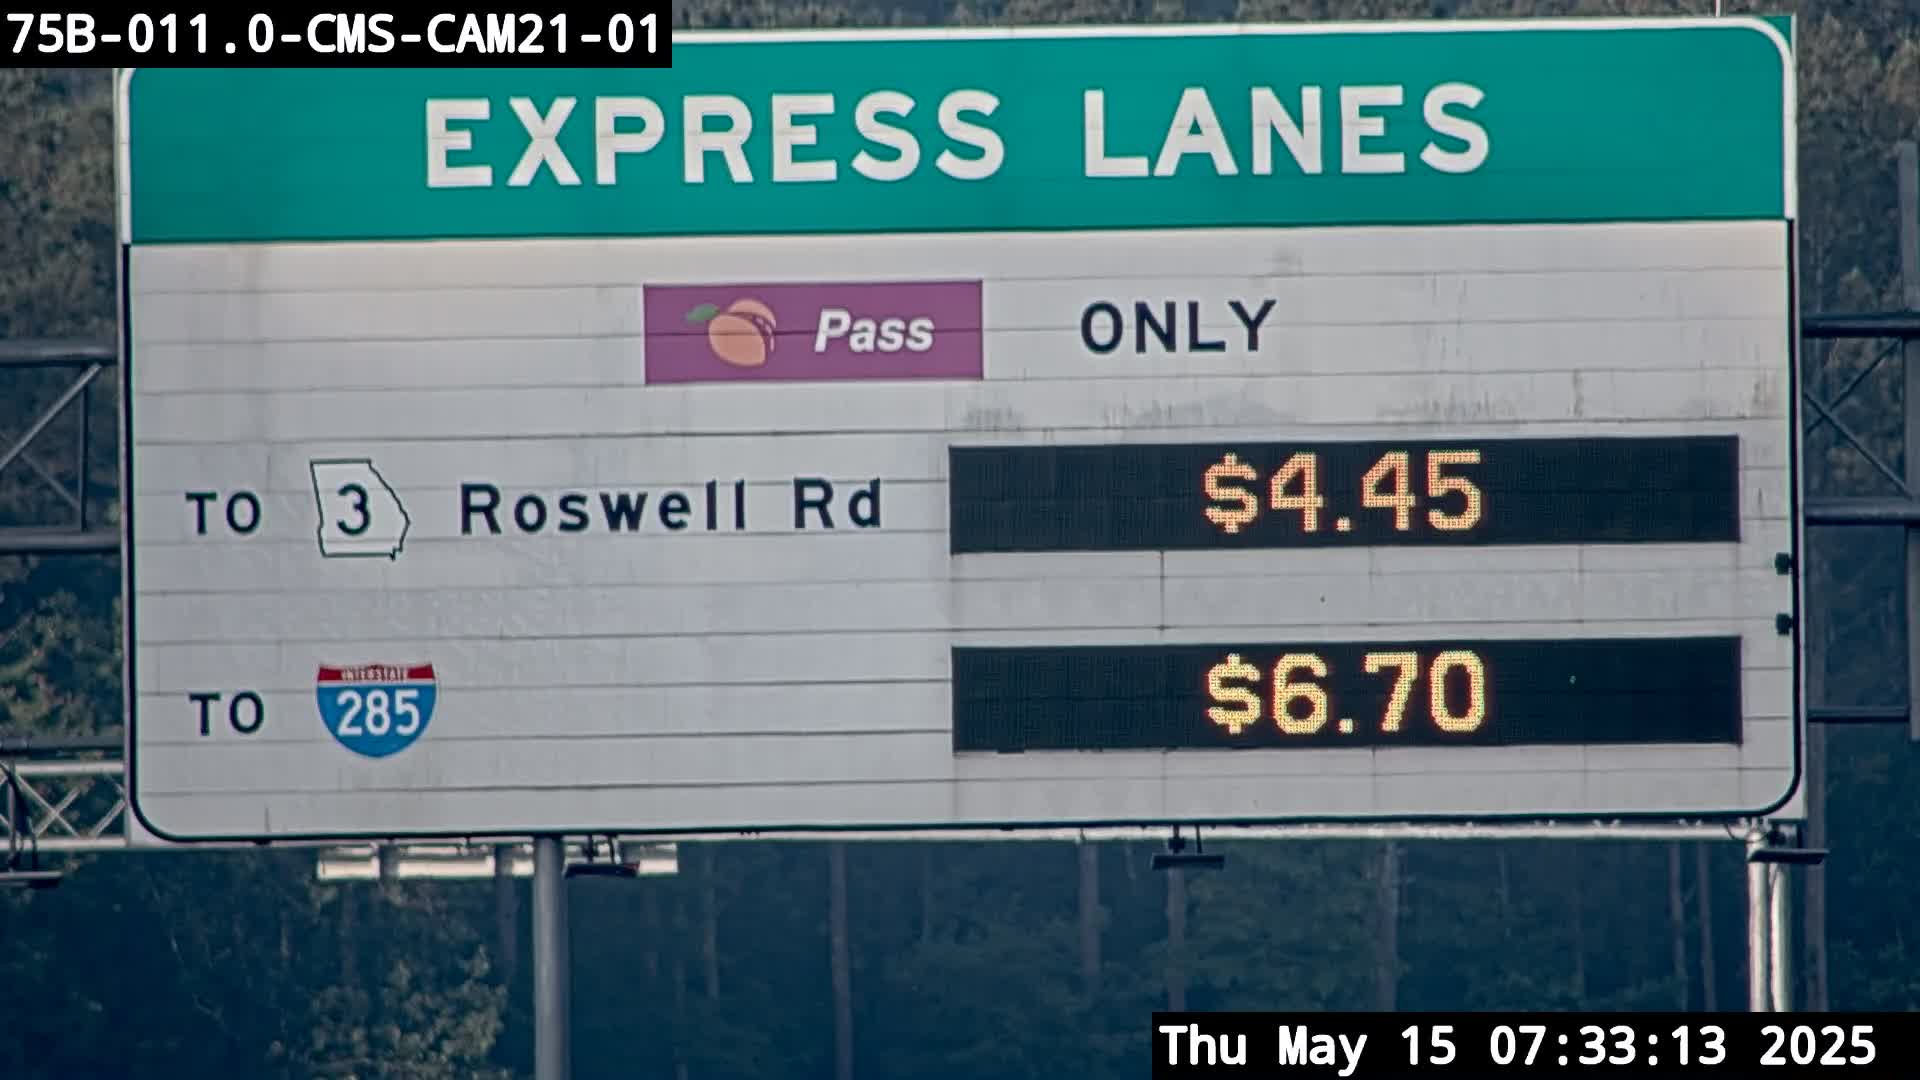 75B-011.0-CMS-CAM21-01
EXPRESS LANES
Pass ONLY
TO 3 Roswell Rd $4.45
INTERSTATE
TO 285 $6.70
Thu May 15 07:33:13 2025